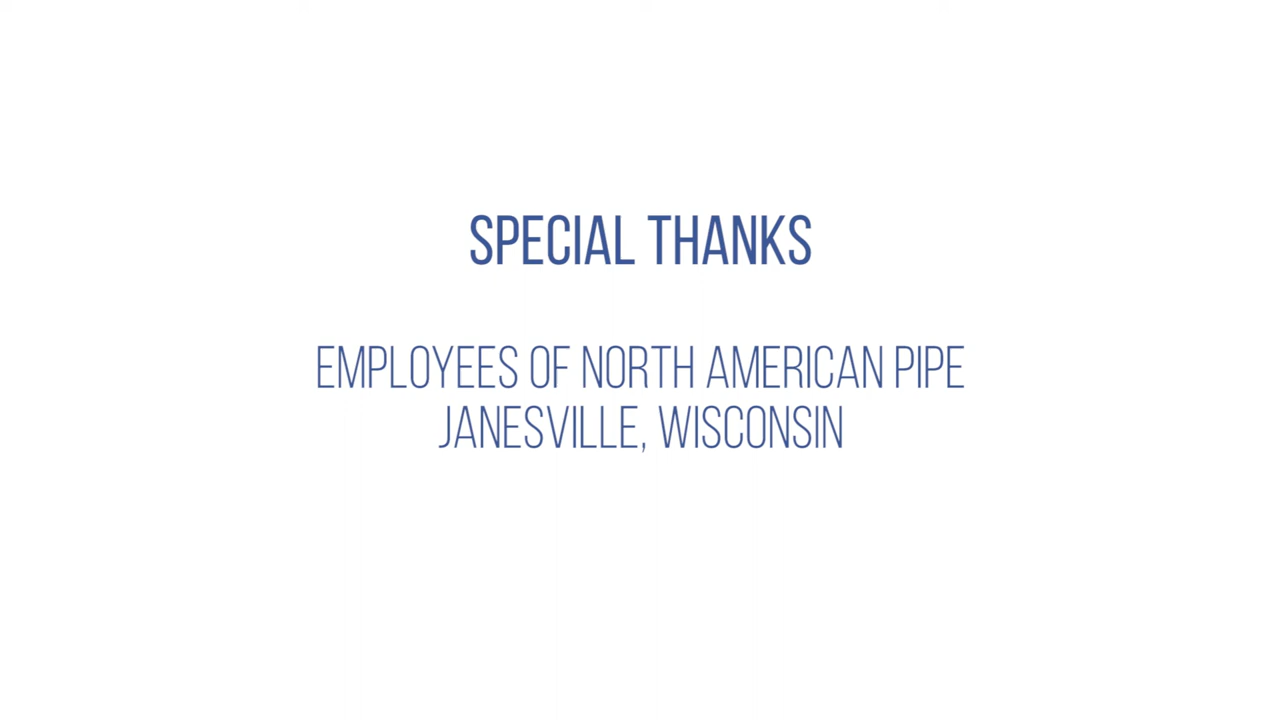 SPECIAL THANKS
EMPLOYEES OF NORTH AMERICAN PIPE
JANESVILLE, WISCONSIN